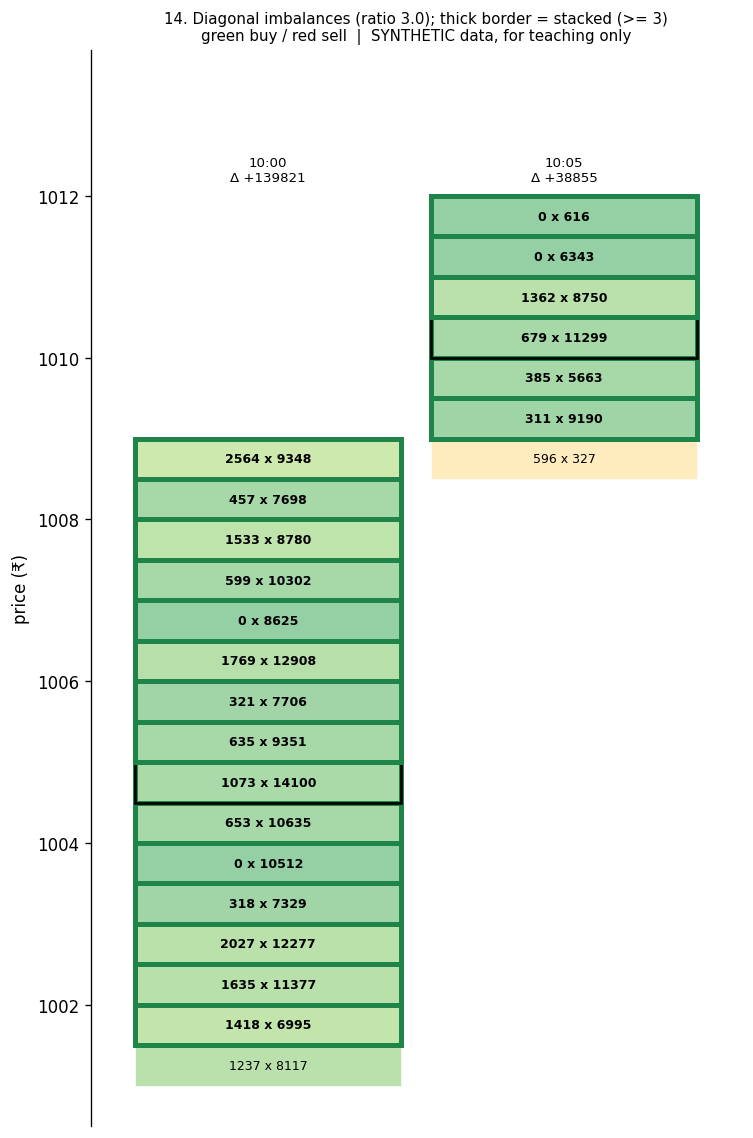 14. Diagonal imbalances (ratio 3.0); thick border = stacked (>= 3)
green buy / red sell | SYNTHETIC data, for teaching only
10:00
Δ +139821
10:05
Δ +38855
1012
0 x 616
0 x 6343
1362 x 8750
679 x 11299
1010
385 x 5663
311 x 9190
2564 x 9348
596 x 327
457 x 7698
1008
1533 x 8780
599 x 10302
0 x 8625
1769 x 12908
1006
321 x 7706
635 x 9351
1073 x 14100
653 x 10635
1004
0 x 10512
318 x 7329
2027 x 12277
1635 x 11377
1002
1418 x 6995
1237 x 8117
price (₹)